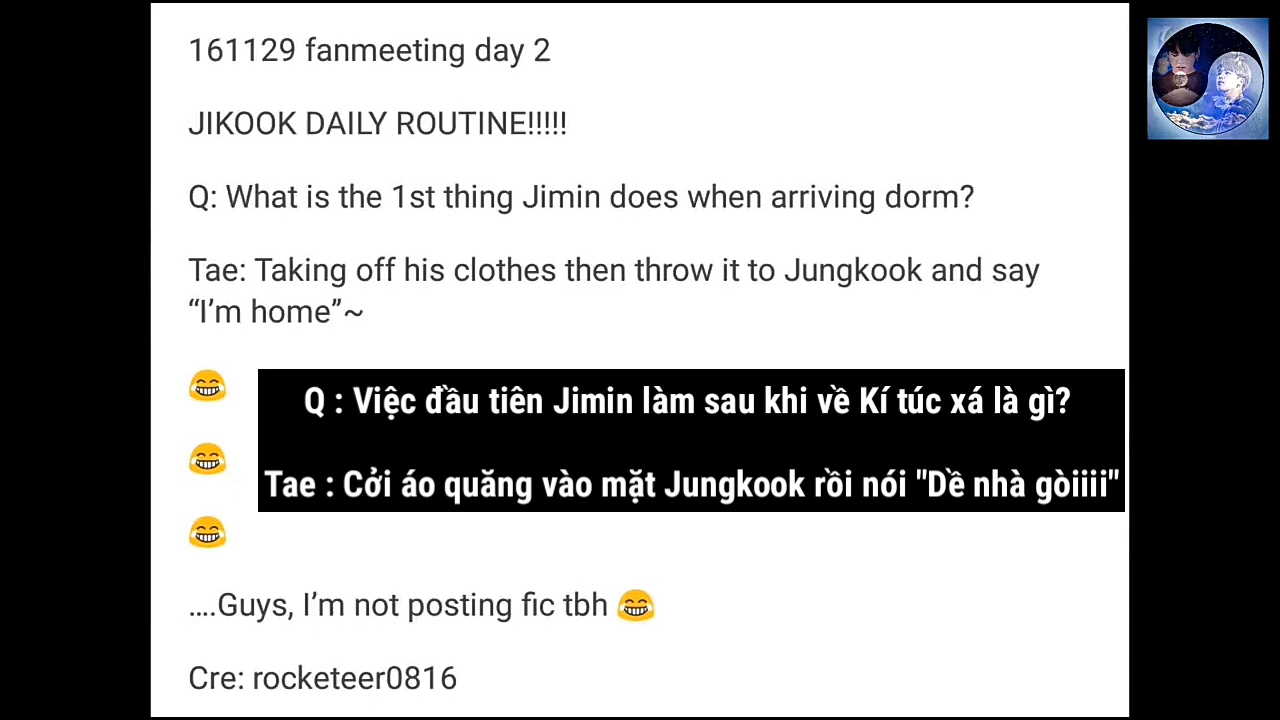 161129 fanmeeting day 2
JIKOOK DAILY ROUTINE!!!!!
Q: What is the 1st thing Jimin does when arriving dorm?
Tae: Taking off his clothes then throw it to Jungkook and say
“I’m home”~
😂
😂
Q : Việc đầu tiên Jimin làm sau khi về Kí túc xá là gì?
Tae : Cởi áo quăng vào mặt Jungkook rồi nói "Dề nhà gòiiii"
😂
....Guys, I’m not posting fic tbh 😂
Cre: rocketeer0816